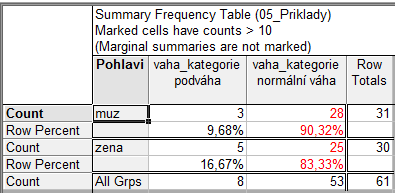 Summary Frequency Table (05_Priklady)
Marked cells have counts > 10
(Marginal summaries are not marked)
Pohlavi vaha_kategorie vaha_kategorie Row
podváha normální váha Totals
Count muz 3 28 31
Row Percent 9,68% 90,32%
Count zena 5 25 30
Row Percent 16,67% 83,33%
Count All Grps 8 53 61